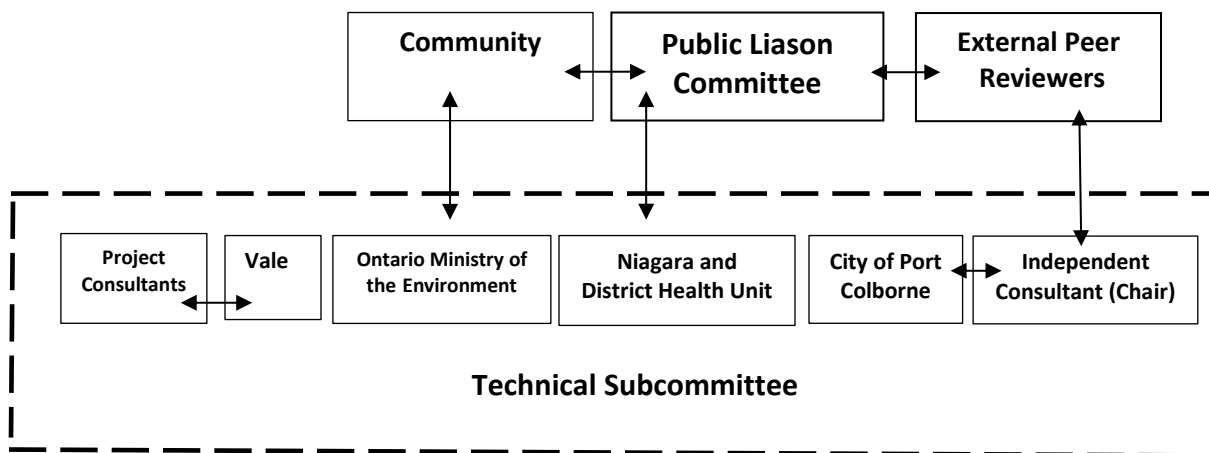 Community
Public Liason
Committee
External Peer
Reviewers
Project
Consultants
Vale
Ontario Ministry of
the Environment
Niagara and
District Health Unit
City of Port
Colborne
Independent
Consultant (Chair)
Technical Subcommittee